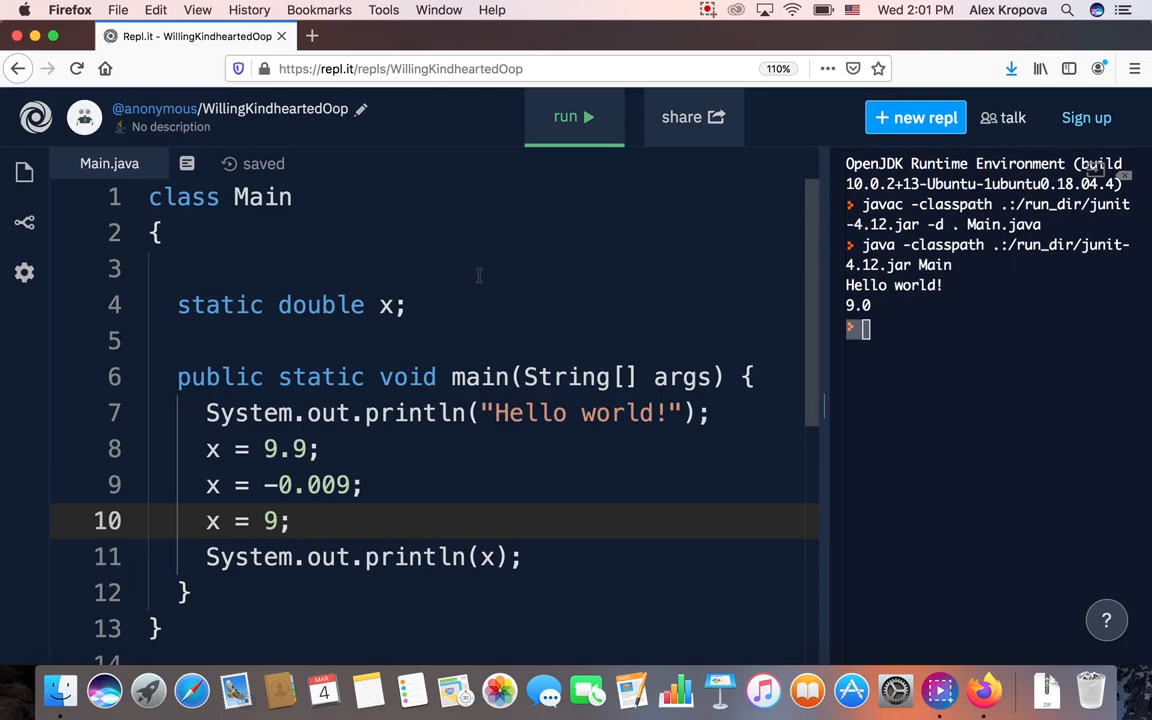 Firefox File Edit View History Bookmarks Tools Window Help Wed 2:01 PM Alex Kropova
Repl.it - WillingKindheartedOop
https://repl.it/repls/WillingKindheartedOop 110%
@anonymous/WillingKindheartedOop
No description
run
share
+ new repl
talk
Sign up
Main.java
saved
1 class Main
2 {
3
4 static double x;
5
6 public static void main(String[] args) {
7 System.out.println("Hello world!");
8 x = 9.9;
9 x = -0.009;
10 x = 9;
11 System.out.println(x);
12 }
13 }
14
OpenJDK Runtime Environment (build
10.0.2+13-Ubuntu-1ubuntu0.18.04.4)
javac -classpath .:/run_dir/junit
-4.12.jar -d . Main.java
java -classpath .:/run_dir/junit-
4.12.jar Main
Hello world!
9.0
?
MAR
4
ZIP